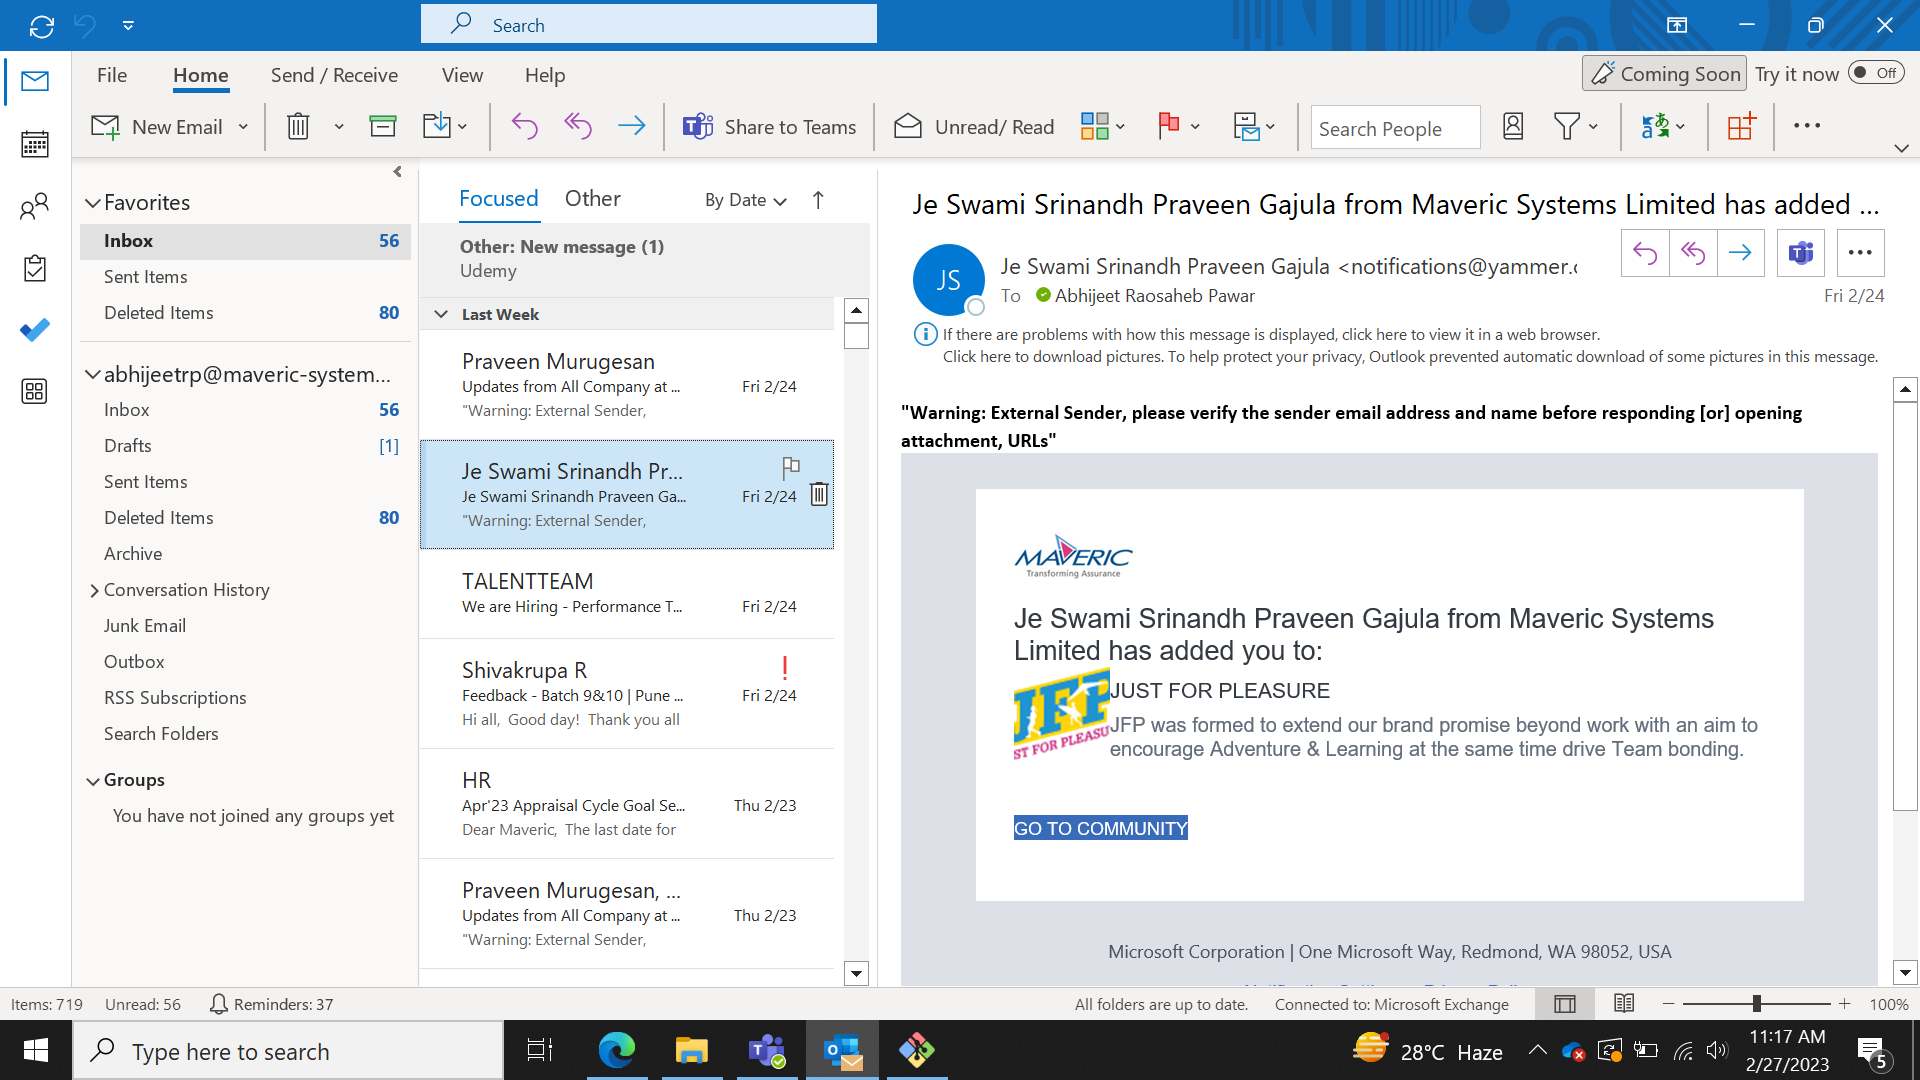 Search
File
Home
Send / Receive
View
Help
Coming Soon
Try it now
Off
New Email
Share to Teams
Unread/ Read
Search People
Favorites
Inbox 56
Sent Items
Deleted Items 80
abhijeetrp@maveric-system...
Inbox 56
Drafts [1]
Sent Items
Deleted Items 80
Archive
Conversation History
Junk Email
Outbox
RSS Subscriptions
Search Folders
Groups
You have not joined any groups yet
Focused Other By Date
Other: New message (1)
Udemy
Last Week
Praveen Murugesan
Updates from All Company at ... Fri 2/24
"Warning: External Sender,
Je Swami Srinandh Pr...
Je Swami Srinandh Praveen Ga... Fri 2/24
"Warning: External Sender,
TALENTTEAM
We are Hiring - Performance T... Fri 2/24
Shivakrupa R
Feedback - Batch 9&10 | Pune ... Fri 2/24
Hi all, Good day! Thank you all
HR
Apr'23 Appraisal Cycle Goal Se... Thu 2/23
Dear Maveric, The last date for
Praveen Murugesan, ...
Updates from All Company at ... Thu 2/23
"Warning: External Sender,
Je Swami Srinandh Praveen Gajula from Maveric Systems Limited has added ...
JS
Je Swami Srinandh Praveen Gajula <notifications@yammer.c
To Abhijeet Raosaheb Pawar
Fri 2/24
If there are problems with how this message is displayed, click here to view it in a web browser.
Click here to download pictures. To help protect your privacy, Outlook prevented automatic download of some pictures in this message.
"Warning: External Sender, please verify the sender email address and name before responding [or] opening
attachment, URLs"
MAVERIC
Transforming Assurance
Je Swami Srinandh Praveen Gajula from Maveric Systems
Limited has added you to:
JFP
ST FOR PLEASU
JUST FOR PLEASURE
JFP was formed to extend our brand promise beyond work with an aim to
encourage Adventure & Learning at the same time drive Team bonding.
GO TO COMMUNITY
Microsoft Corporation | One Microsoft Way, Redmond, WA 98052, USA
Items: 719 Unread: 56 Reminders: 37
All folders are up to date. Connected to: Microsoft Exchange
100%
Type here to search
28°C Haze
11:17 AM
2/27/2023
5